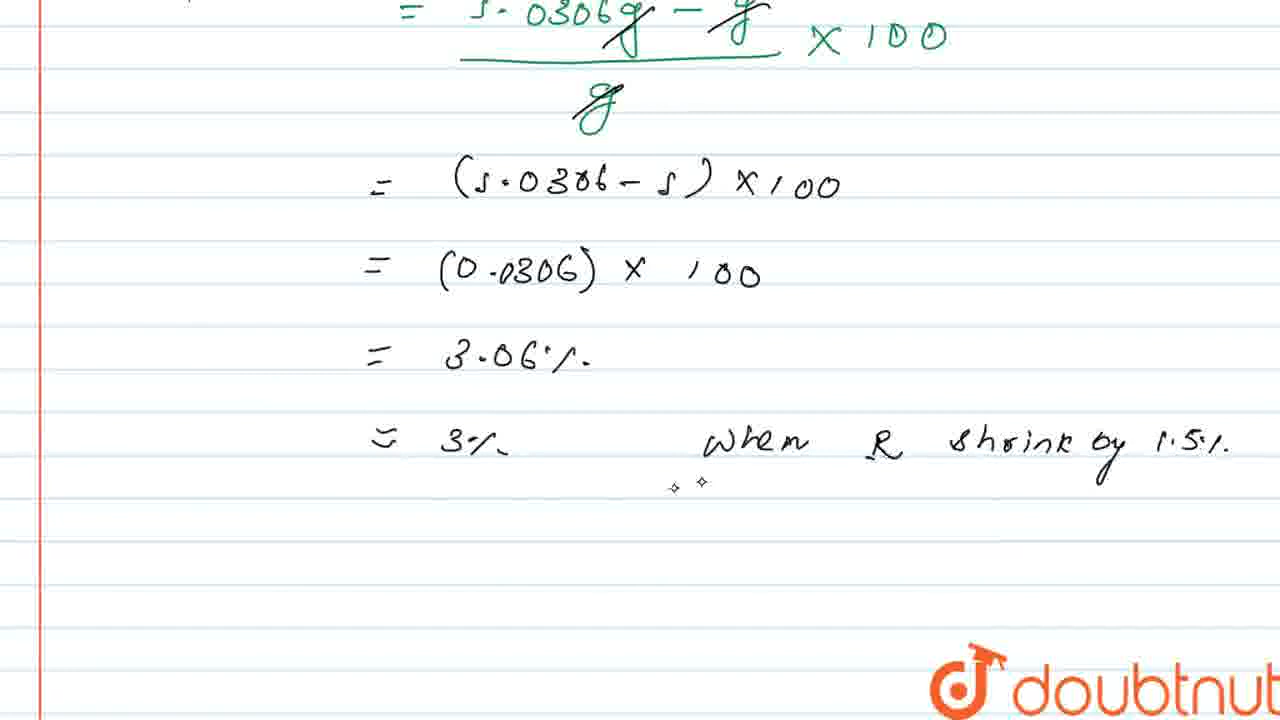 = 1.0306g - g
g × 100
= (1.0306 - 1) × 100
= (0.0306) × 100
= 3.06%.
≈ 3%. when R shrink by 1.5%.
doubtnut